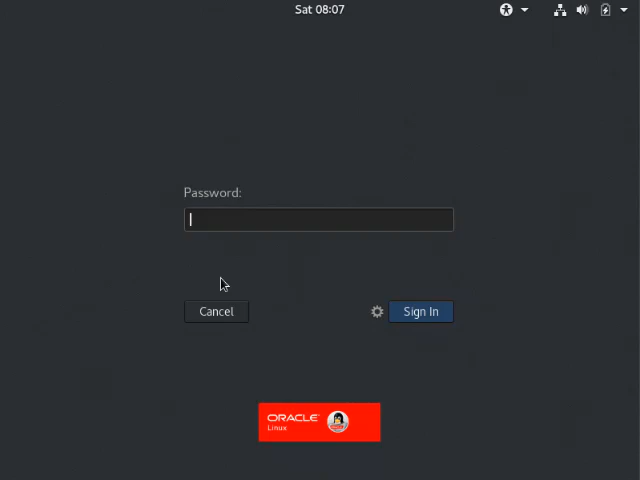 Sat 08:07
Password:
Cancel
Sign In
ORACLE
Linux